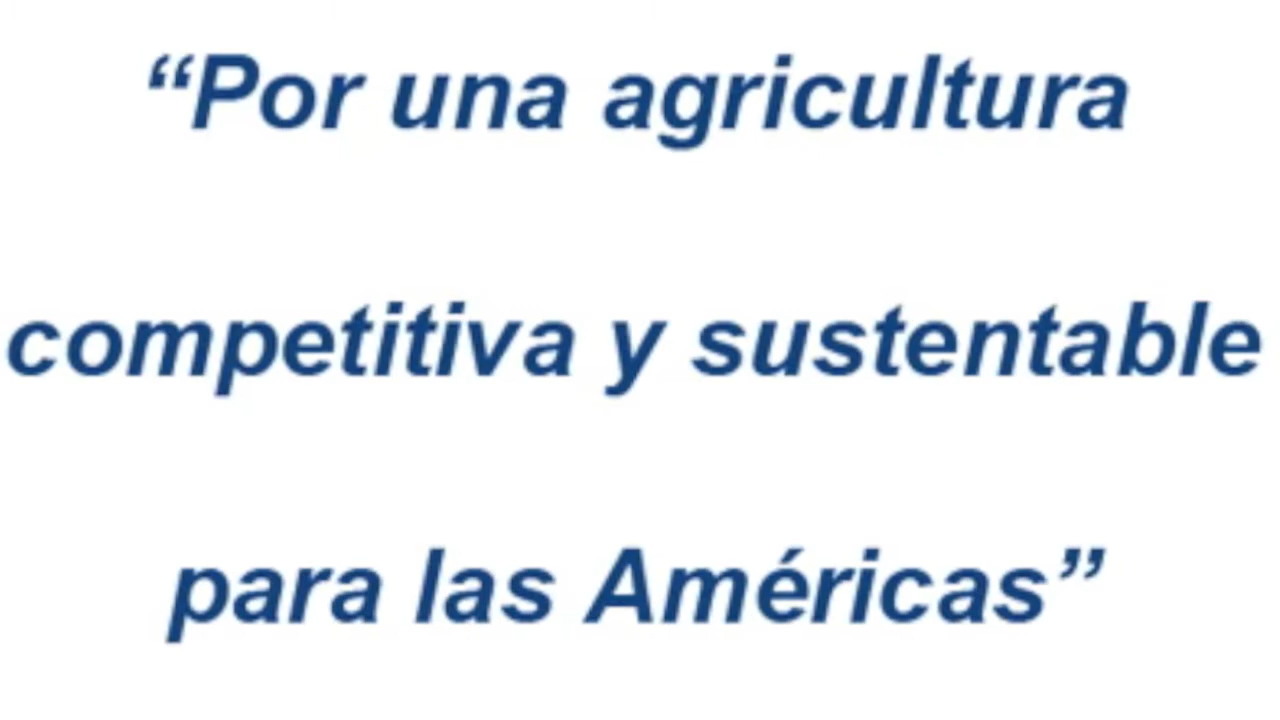 “Por una agricultura
competitiva y sustentable
para las Américas”